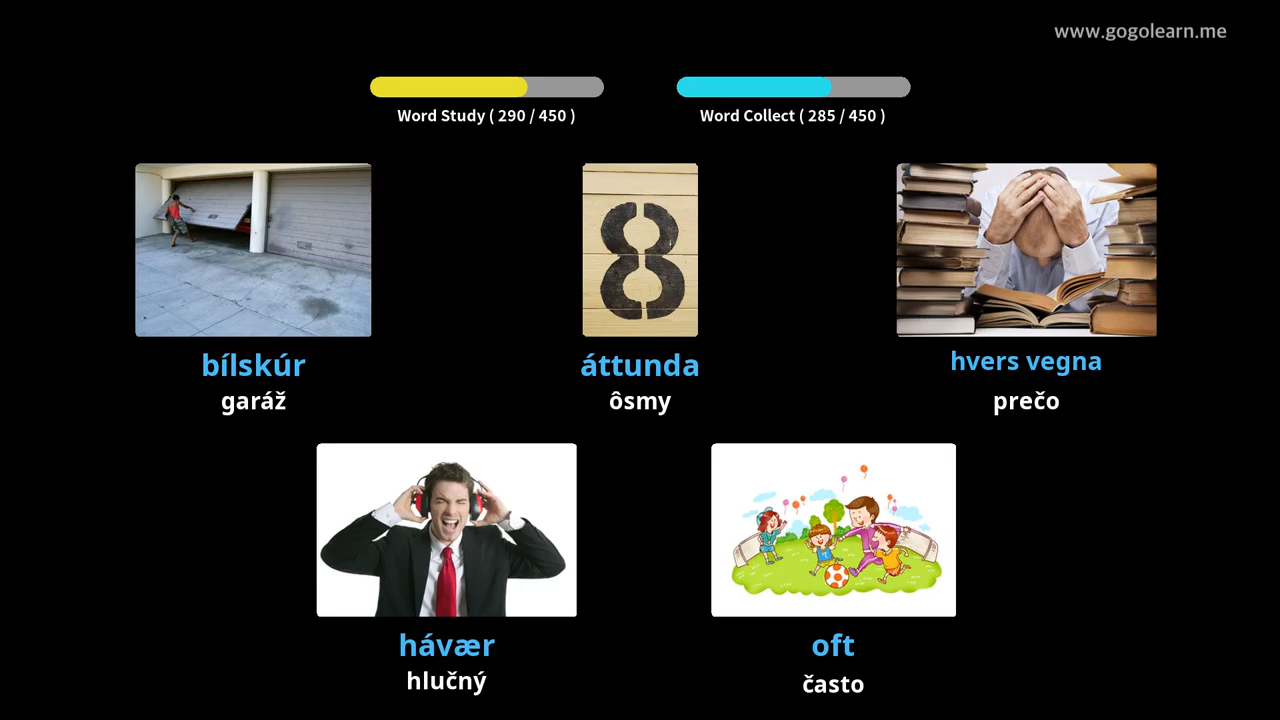 www.gogolearn.me
Word Study ( 290 / 450 )
Word Collect ( 285 / 450 )
8
bílskúr
garáž
áttunda
ôsmy
hvers vegna
prečo
hávær
hlučný
oft
často